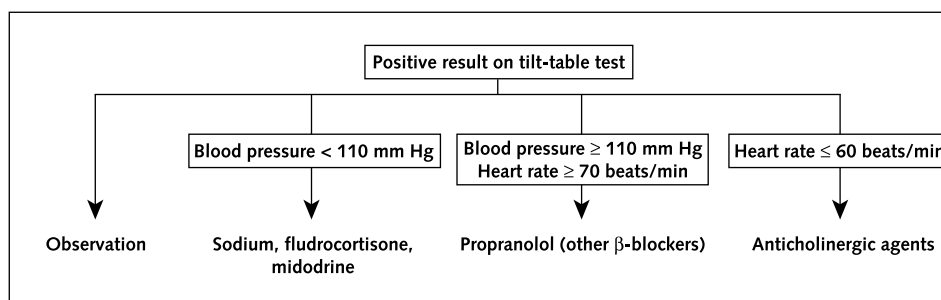 Positive result on tilt-table test
Blood pressure < 110 mm Hg
Blood pressure ≥ 110 mm Hg
Heart rate ≥ 70 beats/min
Heart rate ≤ 60 beats/min
Observation
Sodium, fludrocortisone,
midodrine
Propranolol (other β-blockers)
Anticholinergic agents